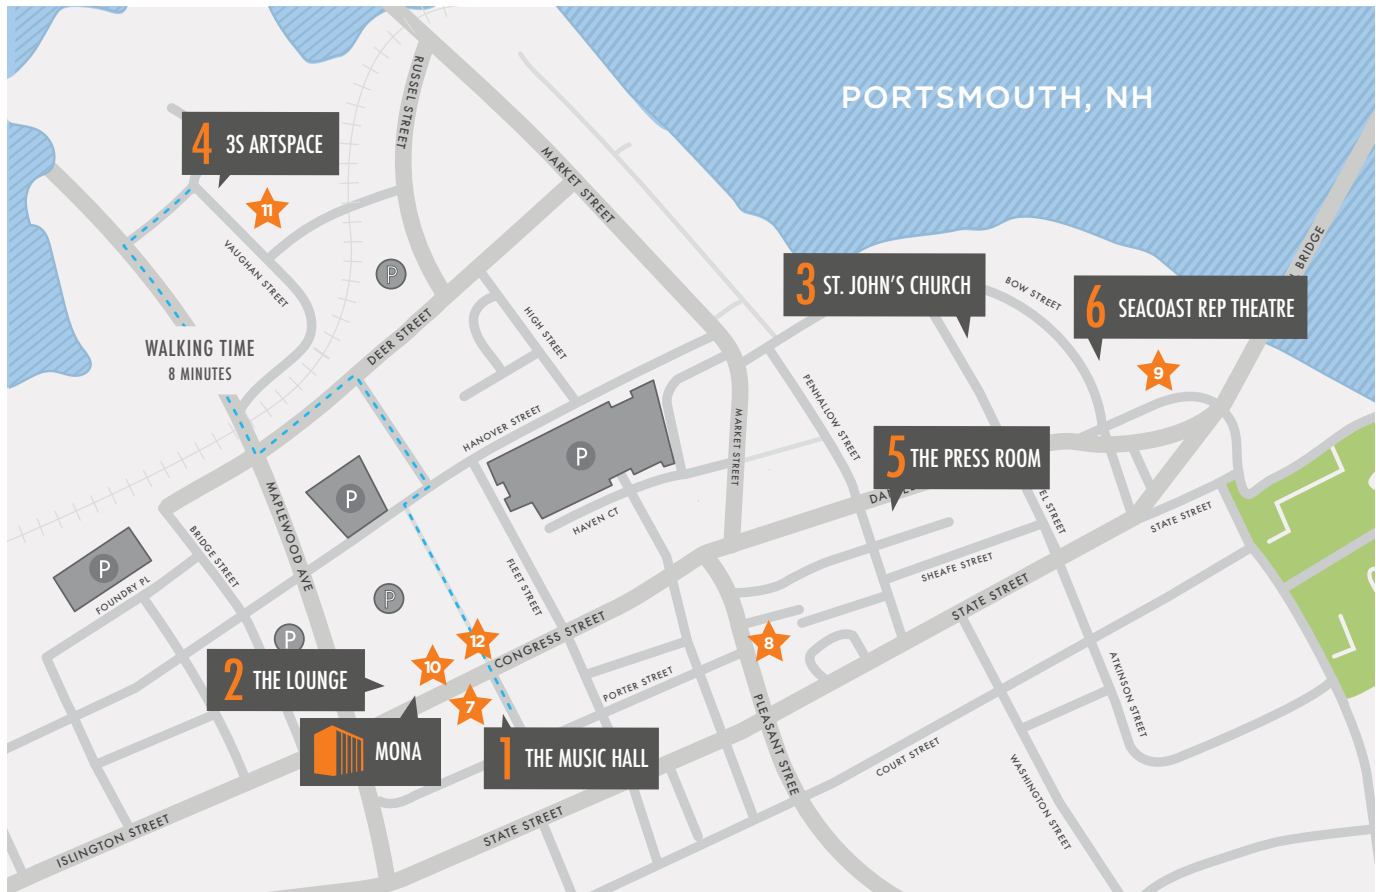 PORTSMOUTH, NH
RUSSEL STREET
MARKET STREET
4 3S ARTSPACE
11
VAUGHAN STREET
P
BRIDGE
3 ST. JOHN'S CHURCH
BOW STREET
6 SEACOAST REP THEATRE
9
WALKING TIME
8 MINUTES
DEER STREET
HIGH STREET
PENHALLOW STREET
MARKET STREET
HANOVER STREET
P
5 THE PRESS ROOM
P
MAPLEWOOD AVE
BRIDGE STREET
HAVEN CT
STATE STREET
P
FOUNDRY PL
FLEET STREET
SHEAFE STREET
P
STATE STREET
P
12
8
10
CONGRESS STREET
2 THE LOUNGE
7
PORTER STREET
PLEASANT STREE
ATKINSON STREET
MONA
1 THE MUSIC HALL
COURT STREET
WASHINGTON STREET
STATE STREET
ISLINGTON STREET